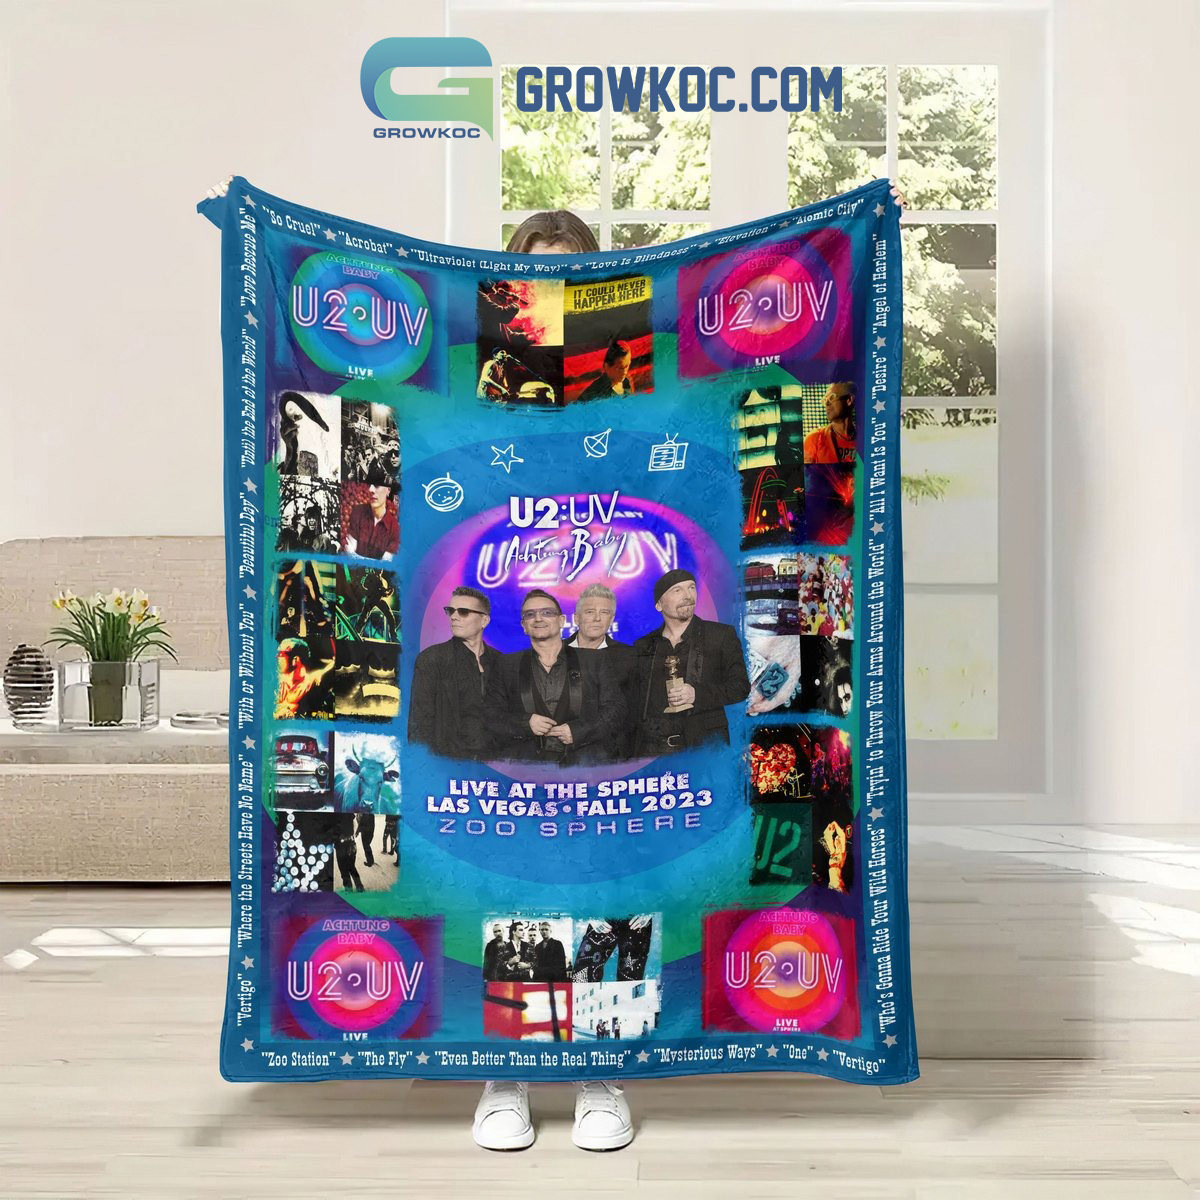 GROWKOC
GROWKOC.COM
"So Cruel" ★ "Acrobat" ★ "Ultraviolet (Light My Way)" ★ "Love Is Blindness" ★ "Elevation" ★ "Atomic City"
"Vertigo" ★ "Where the Streets Have No Name" ★ "With or Without You" ★ "Beautiful Day" ★ "Until the End of the World" ★ "Love Rescue Me"
"Who's Gonna Ride Your Wild Horses" ★ "Tryin' to Throw Your Arms Around the World" ★ "All I Want Is You" ★ "Desire" ★ "Angel of Harlem"
ACHTUNG
BABY
U2•UV
LIVE
IT COULD NEVER
HAPPEN HERE
ACHTUNG
BABY
U2•UV
LIVE
U2:UV
Achtung Baby
U2 UV
LIVE AT THE SPHERE
LAS VEGAS • FALL 2023
ZOO SPHERE
U2
ACHTUNG
BABY
U2•UV
LIVE
ACHTUNG
BABY
U2•UV
LIVE
AT SPHERE
"Zoo Station" ★ "The Fly" ★ "Even Better Than the Real Thing" ★ "Mysterious Ways" ★ "One" ★ "Vertigo"